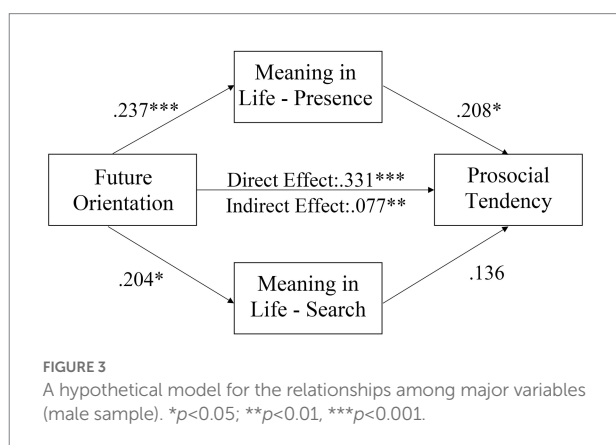 Meaning in
Life - Presence
.237***
.208*
Future
Orientation
Direct Effect:.331***
Indirect Effect:.077**
Prosocial
Tendency
.204*
.136
Meaning in
Life - Search
FIGURE 3
A hypothetical model for the relationships among major variables
(male sample). *p<0.05; **p<0.01, ***p<0.001.